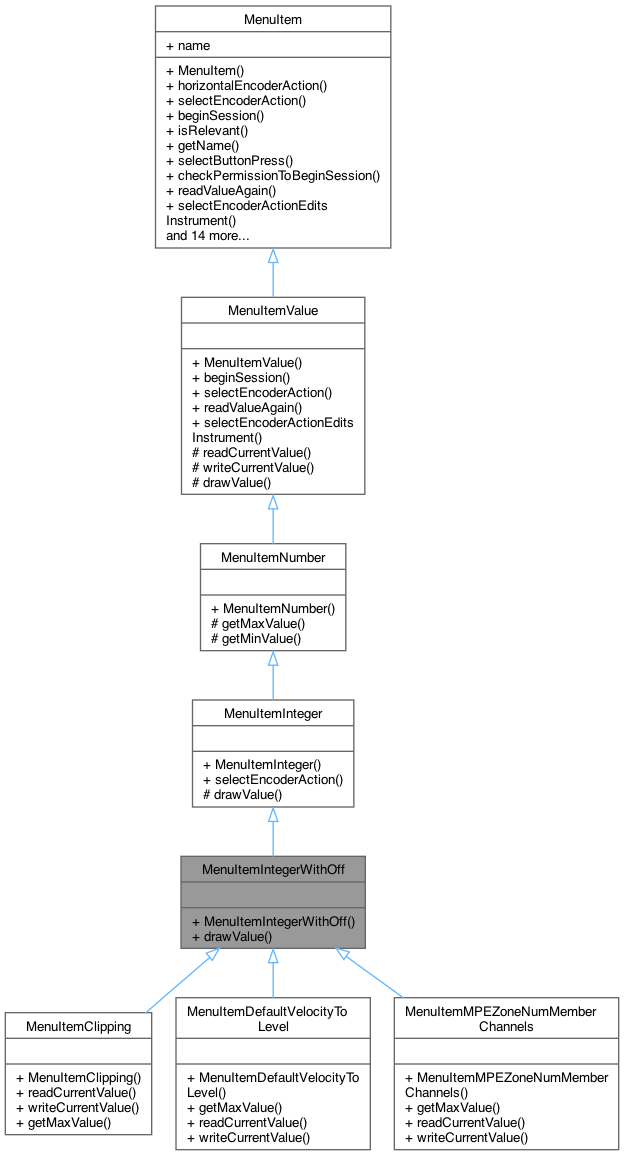 MenuItem
+ name
+ MenuItem()
+ horizontalEncoderAction()
+ selectEncoderAction()
+ beginSession()
+ isRelevant()
+ getName()
+ selectButtonPress()
+ checkPermissionToBeginSession()
+ readValueAgain()
+ selectEncoderActionEdits
Instrument()
and 14 more...
MenuItemValue
+ MenuItemValue()
+ beginSession()
+ selectEncoderAction()
+ readValueAgain()
+ selectEncoderActionEdits
Instrument()
# readCurrentValue()
# writeCurrentValue()
# drawValue()
MenuItemNumber
+ MenuItemNumber()
# getMaxValue()
# getMinValue()
MenuItemInteger
+ MenuItemInteger()
+ selectEncoderAction()
# drawValue()
MenuItemIntegerWithOff
+ MenuItemIntegerWithOff()
+ drawValue()
MenuItemClipping
+ MenuItemClipping()
+ readCurrentValue()
+ writeCurrentValue()
+ getMaxValue()
MenuItemDefaultVelocityTo
Level
+ MenuItemDefaultVelocityTo
Level()
+ getMaxValue()
+ readCurrentValue()
+ writeCurrentValue()
MenuItemMPEZoneNumMember
Channels
+ MenuItemMPEZoneNumMember
Channels()
+ getMaxValue()
+ readCurrentValue()
+ writeCurrentValue()